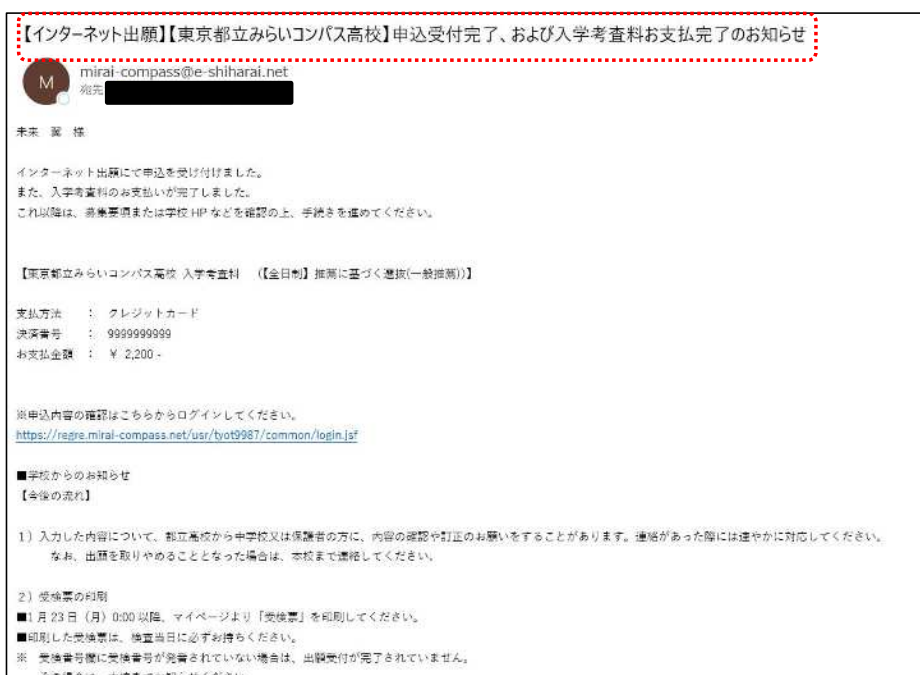 【インターネット出願】【東京都立みらいコンパス高校】申込受付完了、および入学考査料お支払完了のお知らせ
M
mirai-compass@e-shiharai.net
宛先
未来 翼 様
インターネット出願にて申込を受け付けました。
また、入学考査料のお支払いが完了しました。
これ以降は、募集要項または学校 HP などを確認の上、手続きを進めてください。
【東京都立みらいコンパス高校 入学考査料 （【全日制】推薦に基づく選抜(一般推薦)）】
支払方法 ： クレジットカード
決済番号 ： 9999999999
お支払金額 ： ￥ 2,200 -
※申込内容の確認はこちらからログインしてください。
https://regre.mirai-compass.net/usr/tyot9987/common/login.jsf
■学校からのお知らせ
【今後の流れ】
1）入力した内容について、都立高校から中学校又は保護者の方に、内容の確認や訂正のお願いをすることがあります。連絡があった際には速やかに対応してください。
なお、出願を取りやめることとなった場合は、本校まで連絡してください。
2）受検票の印刷
■1 月 23 日（月）0:00 以降、マイページより「受検票」を印刷してください。
■印刷した受検票は、検査当日に必ずお持ちください。
※ 受検番号欄に受検番号が発番されていない場合は、出願受付が完了されていません。